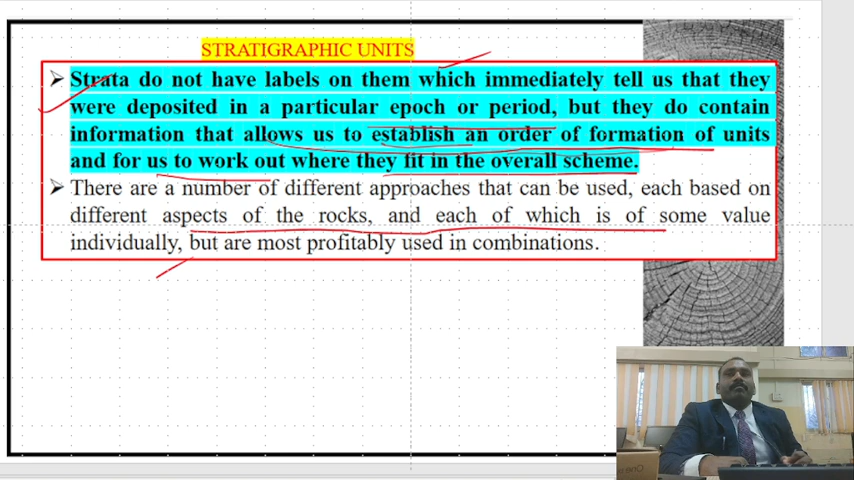 STRATIGRAPHIC UNITS
➢ Strata do not have labels on them which immediately tell us that they
were deposited in a particular epoch or period, but they do contain
information that allows us to establish an order of formation of units
and for us to work out where they fit in the overall scheme.
➢ There are a number of different approaches that can be used, each based on
different aspects of the rocks, and each of which is of some value
individually, but are most profitably used in combinations.